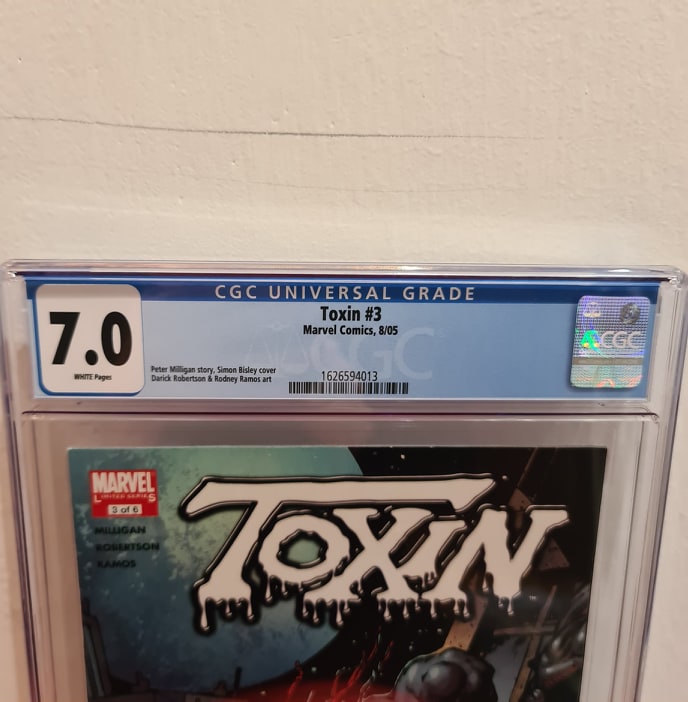 CGC UNIVERSAL GRADE
7.0
WHITE Pages
Toxin #3
Marvel Comics, 8/05
Peter Milligan story, Simon Bisley cover
Darick Robertson & Rodney Ramos art
1626594013
CGC
CGC
MARVEL
LIMITED SERIES
3 of 6
MILLIGAN
ROBERTSON
RAMOS
TOXIN